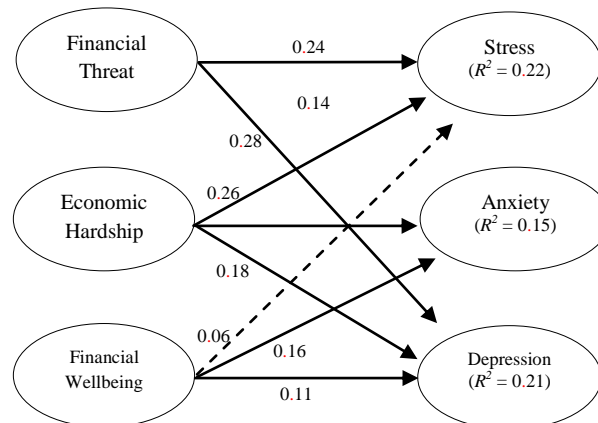 Financial
Threat
0.24
Stress
(R² = 0.22)
0.14
0.28
Economic
Hardship
0.26
Anxiety
(R² = 0.15)
0.18
Financial
Wellbeing
0.06
0.16
0.11
Depression
(R² = 0.21)